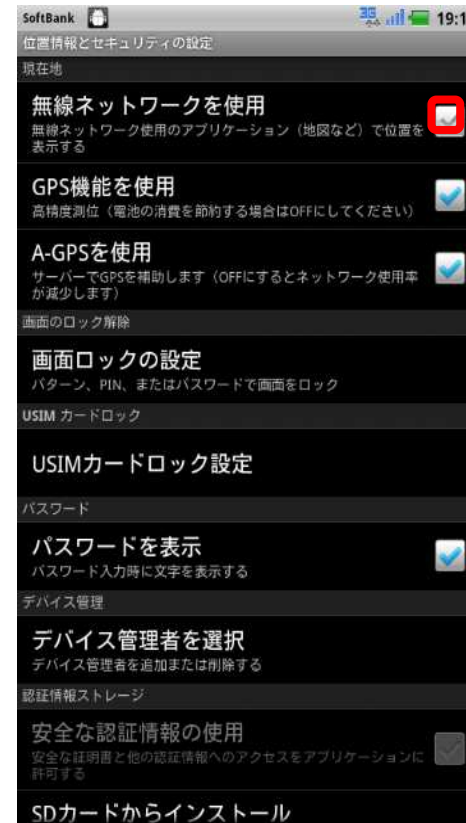 SoftBank 3G 19:1
位置情報とセキュリティの設定
現在地
無線ネットワークを使用
無線ネットワーク使用のアプリケーション（地図など）で位置を
表示する
GPS機能を使用
高精度測位（電池の消費を節約する場合はOFFにしてください）
A-GPSを使用
サーバーでGPSを補助します（OFFにするとネットワーク使用率
が減少します）
画面のロック解除
画面ロックの設定
パターン、PIN、またはパスワードで画面をロック
USIM カードロック
USIMカードロック設定
パスワード
パスワードを表示
パスワード入力時に文字を表示する
デバイス管理
デバイス管理者を選択
デバイス管理者を追加または削除する
認証情報ストレージ
安全な認証情報の使用
安全な証明書と他の認証情報へのアクセスをアプリケーションに
許可する
SDカードからインストール